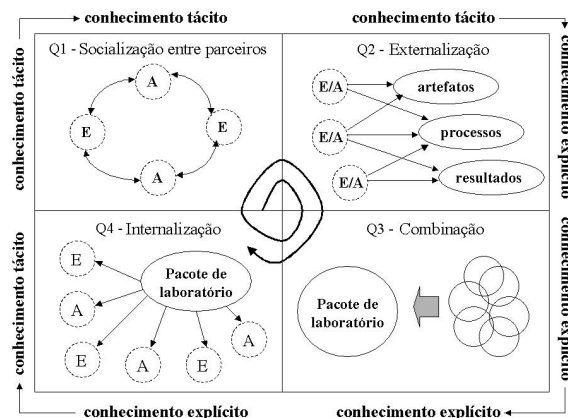 conhecimento tácito
conhecimento tácito
conhecimento tácito
conhecimento explícito
Q1 - Socialização entre parceiros
A
E
E
A
Q2 - Externalização
E/A
E/A
E/A
artefatos
processos
resultados
Q4 - Internalização
Pacote de
laboratório
E
A
E
A
E
A
Q3 - Combinação
Pacote de
laboratório
conhecimento tácito
conhecimento explícito
conhecimento explícito
conhecimento explícito